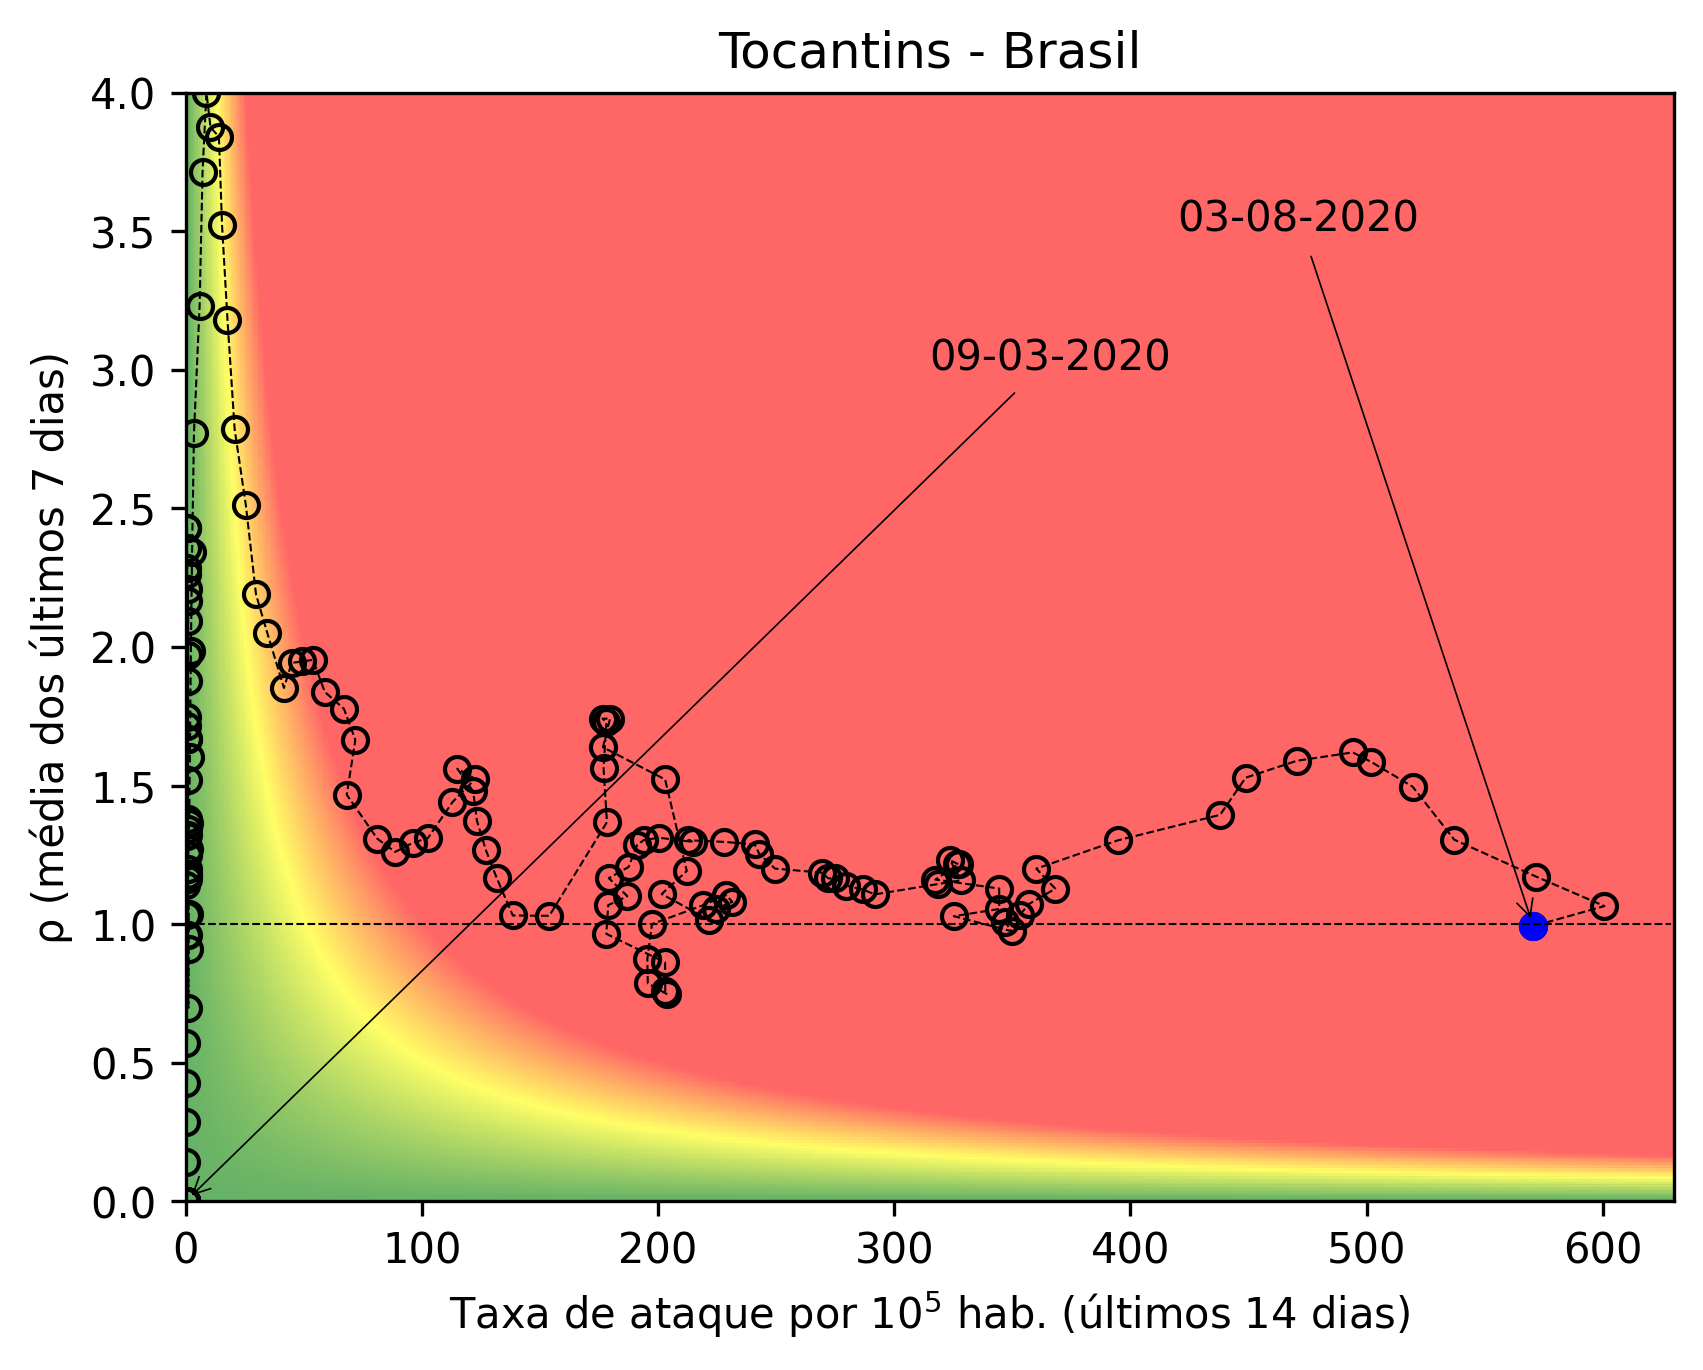 Tocantins - Brasil
4.0
3.5
3.0
2.5
2.0
1.5
1.0
0.5
0.0
ρ (média dos últimos 7 dias)
03-08-2020
09-03-2020
0 100 200 300 400 500 600
Taxa de ataque por 10⁵ hab. (últimos 14 dias)